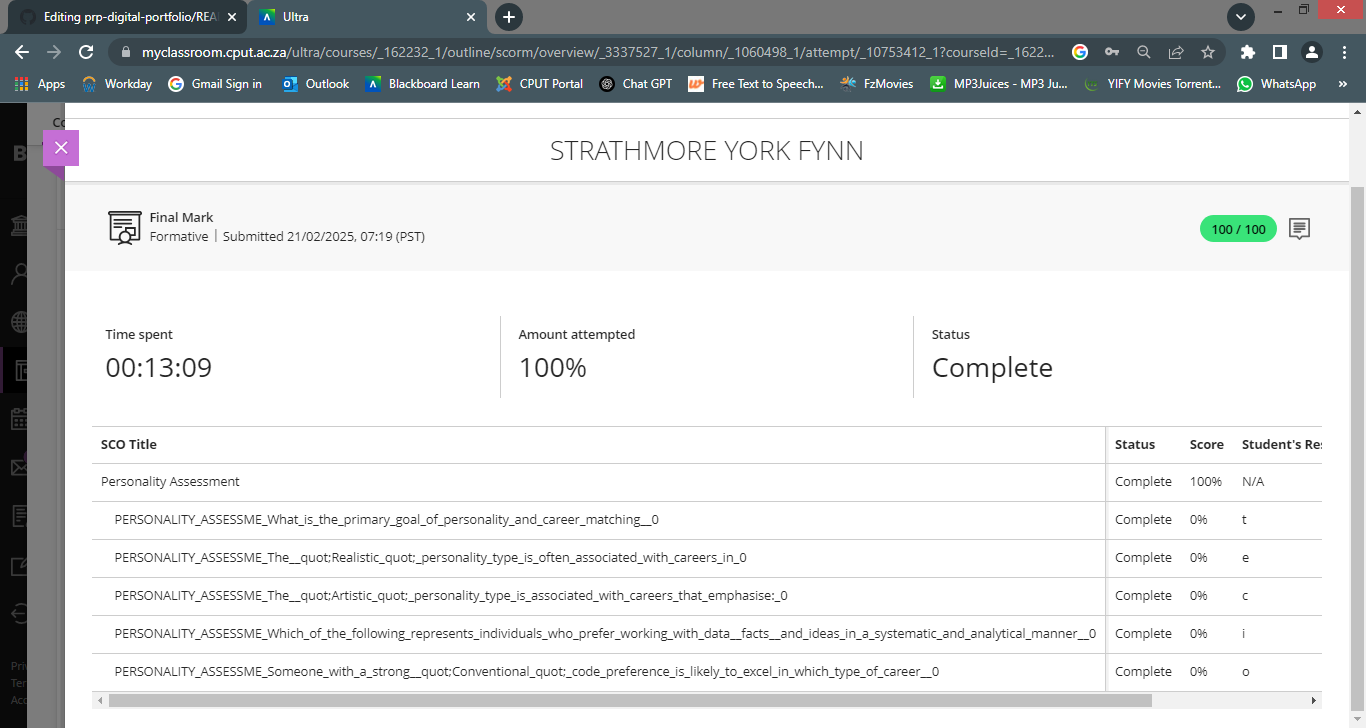 Editing prp-digital-portfolio/REA
Ultra
myclassroom.cput.ac.za/ultra/courses/_162232_1/outline/scorm/overview/_3337527_1/column/_1060498_1/attempt/_10753412_1?courseId=_1622...
Apps Workday Gmail Sign in Outlook Blackboard Learn CPUT Portal Chat GPT Free Text to Speech... FzMovies MP3Juices - MP3 Ju... YIFY Movies Torrent... WhatsApp »
Co
B
STRATHMORE YORK FYNN
Final Mark
Formative | Submitted 21/02/2025, 07:19 (PST)
100 / 100
Time spent
00:13:09
Amount attempted
100%
Status
Complete
SCO Title Status Score Student's Res
Personality Assessment Complete 100% N/A
PERSONALITY_ASSESSME_What_is_the_primary_goal_of_personality_and_career_matching__0 Complete 0% t
PERSONALITY_ASSESSME_The__quot;Realistic_quot;_personality_type_is_often_associated_with_careers_in_0 Complete 0% e
PERSONALITY_ASSESSME_The__quot;Artistic_quot;_personality_type_is_associated_with_careers_that_emphasise:_0 Complete 0% c
PERSONALITY_ASSESSME_Which_of_the_following_represents_individuals_who_prefer_working_with_data__facts__and_ideas_in_a_systematic_and_analytical_manner__0 Complete 0% i
PERSONALITY_ASSESSME_Someone_with_a_strong__quot;Conventional_quot;_code_preference_is_likely_to_excel_in_which_type_of_career__0 Complete 0% o
Priv
Ter
Acc